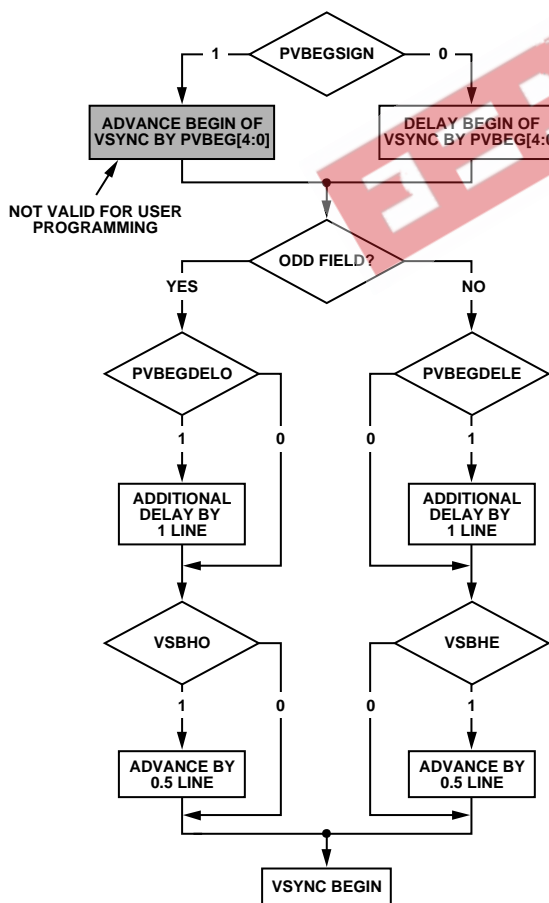 PVBEGSIGN
1
0
ADVANCE BEGIN OF
VSYNC BY PVBEG[4:0]
DELAY BEGIN OF
VSYNC BY PVBEG[4:0
NOT VALID FOR USER
PROGRAMMING
ODD FIELD?
YES
NO
PVBEGDELO
PVBEGDELE
1
0
0
1
ADDITIONAL
DELAY BY
1 LINE
ADDITIONAL
DELAY BY
1 LINE
VSBHO
VSBHE
1
0
0
1
ADVANCE BY
0.5 LINE
ADVANCE BY
0.5 LINE
VSYNC BEGIN